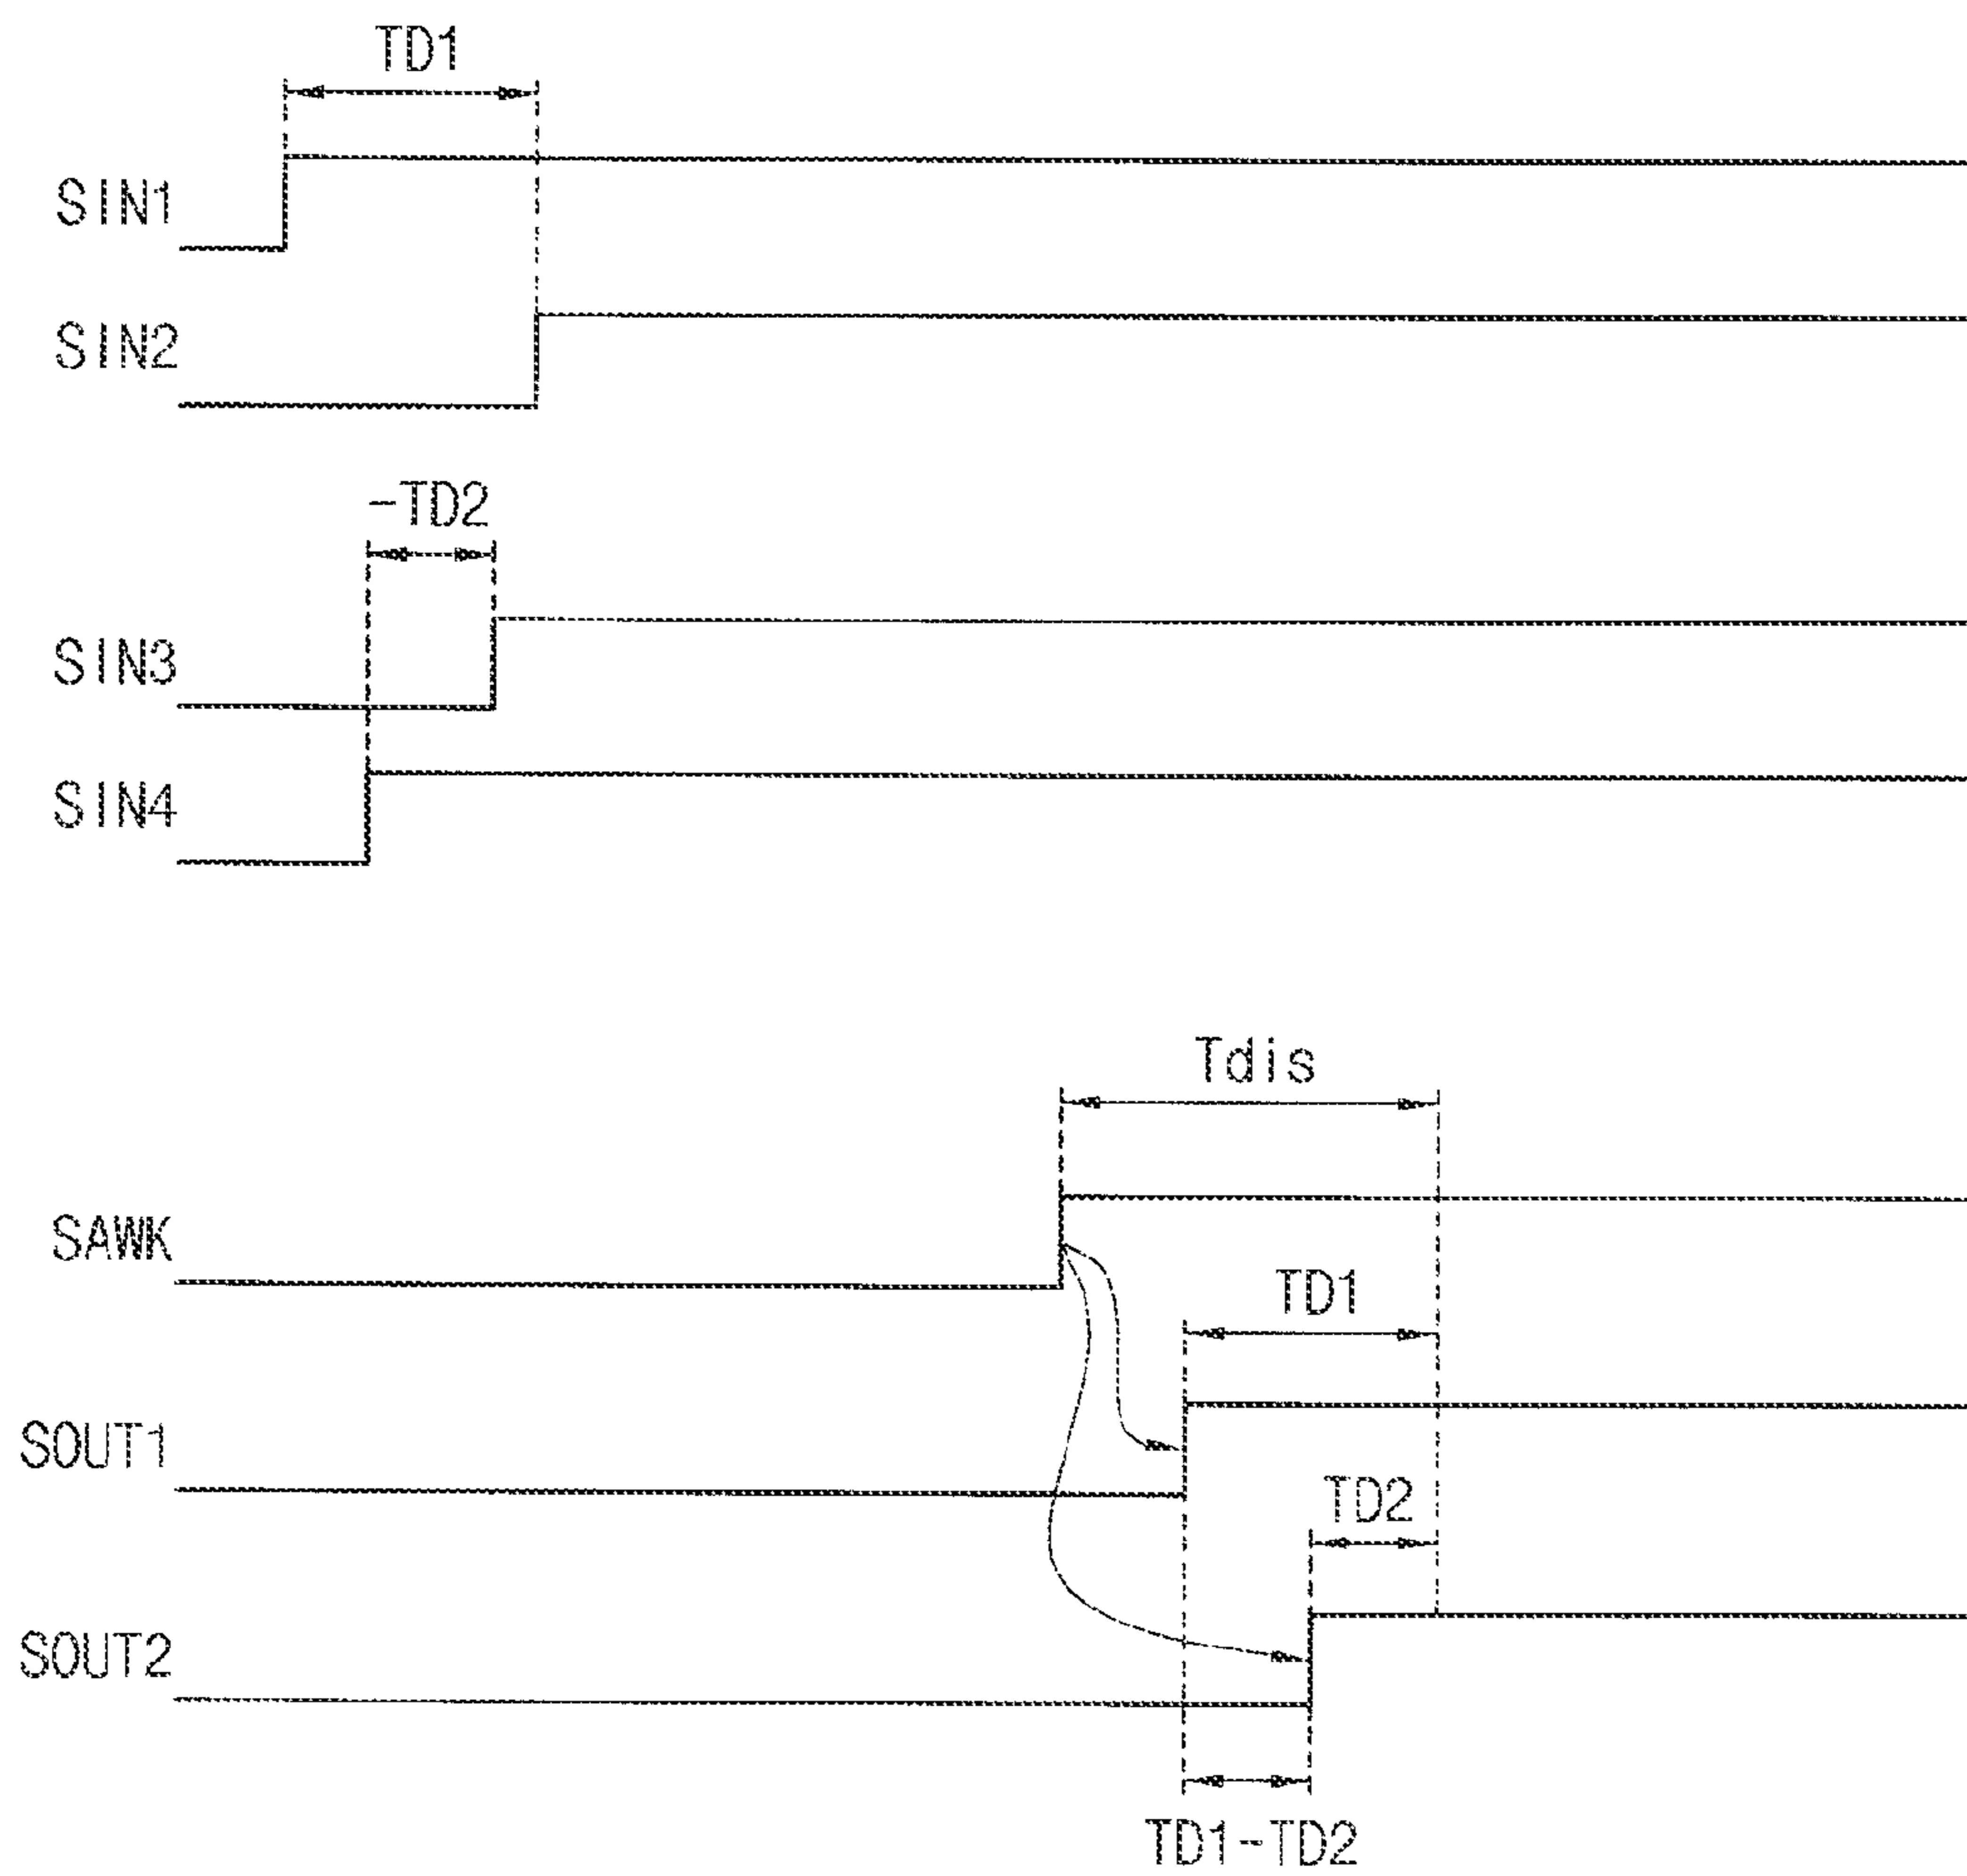 TD1
SIN1
SIN2
-TD2
SIN3
SIN4
Tdis
SAWK
TD1
SOUT1
TD2
SOUT2
TD1-TD2